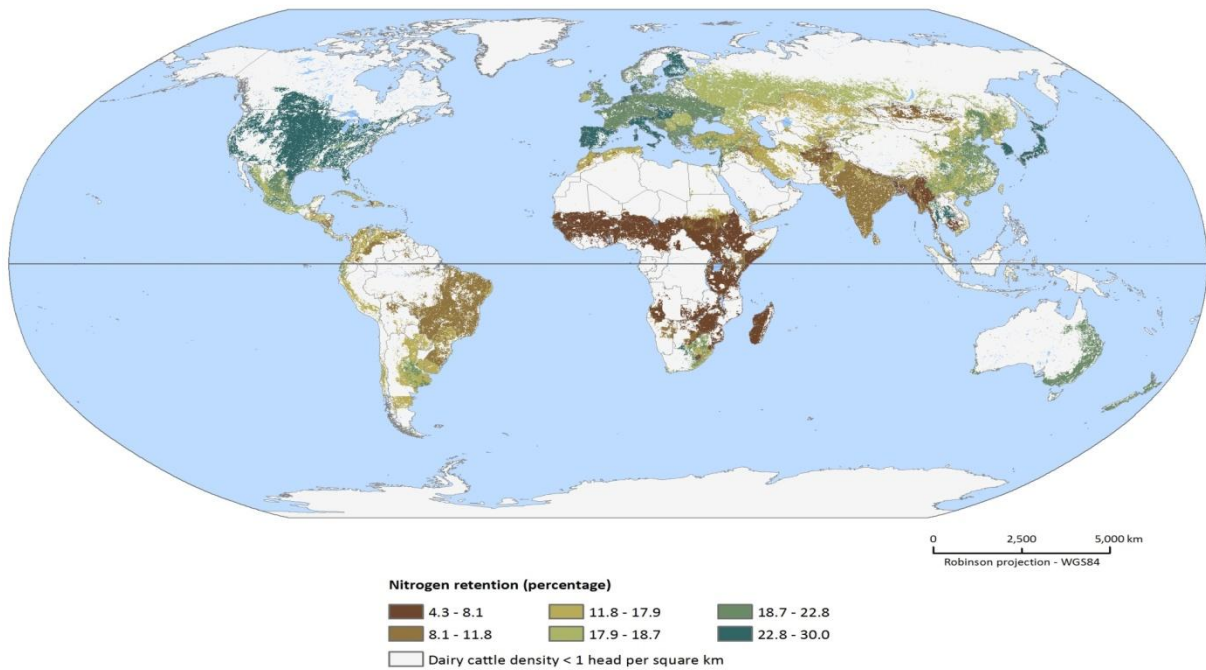 0 2,500 5,000 km
Robinson projection - WGS84
Nitrogen retention (percentage)
4.3 - 8.1 11.8 - 17.9 18.7 - 22.8
8.1 - 11.8 17.9 - 18.7 22.8 - 30.0
Dairy cattle density < 1 head per square km